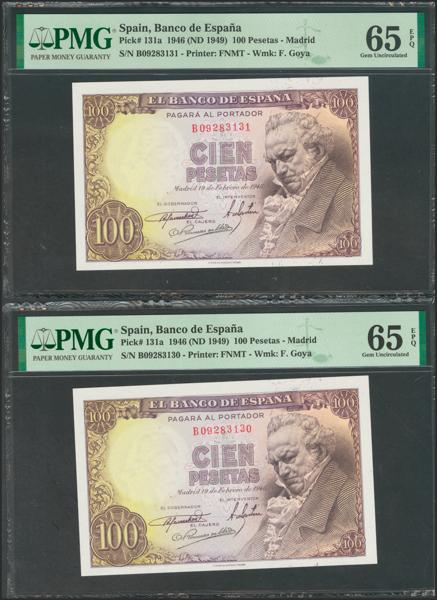 PMG
PAPER MONEY GUARANTY
Spain, Banco de España
Pick# 131a 1946 (ND 1949) 100 Pesetas - Madrid
S/N B09283131 - Printer: FNMT - Wmk: F. Goya
65 EPQ
Gem Uncirculated
EL BANCO DE ESPAÑA
100
100
PAGARÁ AL PORTADOR
B09283131
CIEN
PESETAS
Madrid 19 de Febrero de 1946
EL GOBERNADOR
EL INTERVENTOR
EL CAJERO
100
100
PMG
PAPER MONEY GUARANTY
Spain, Banco de España
Pick# 131a 1946 (ND 1949) 100 Pesetas - Madrid
S/N B09283130 - Printer: FNMT - Wmk: F. Goya
65 EPQ
Gem Uncirculated
EL BANCO DE ESPAÑA
100
100
PAGARÁ AL PORTADOR
B09283130
CIEN
PESETAS
Madrid 19 de Febrero de 1946
EL GOBERNADOR
EL INTERVENTOR
EL CAJERO
100
100